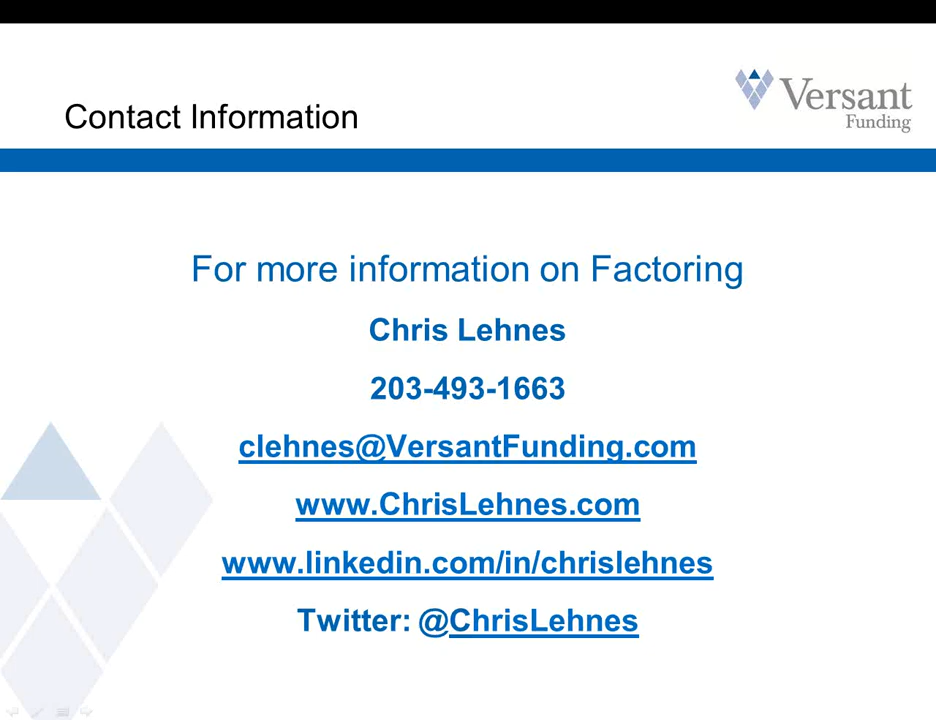 Contact Information
Versant
Funding
For more information on Factoring
Chris Lehnes
203-493-1663
clehnes@VersantFunding.com
www.ChrisLehnes.com
www.linkedin.com/in/chrislehnes
Twitter: @ChrisLehnes